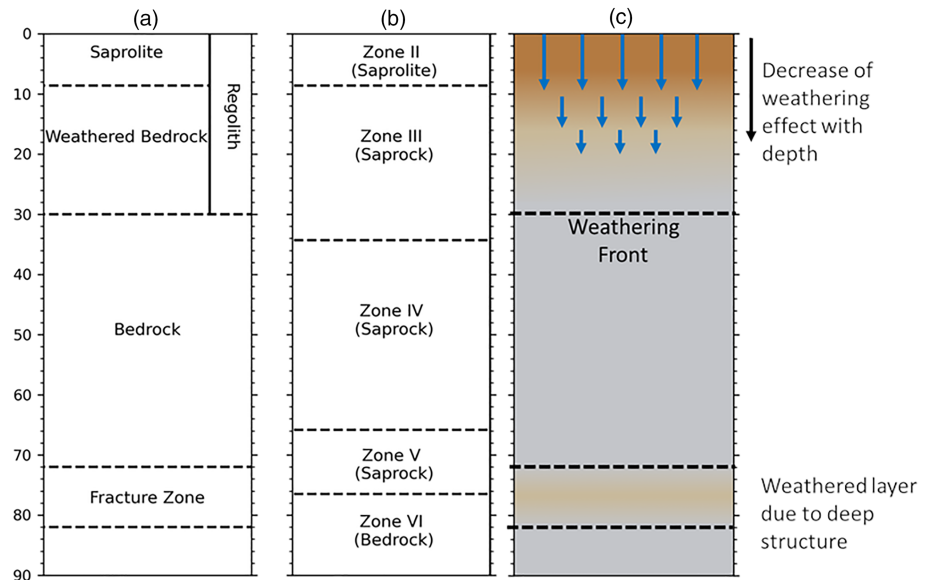 (a)
(b)
(c)
0
10
20
30
40
50
60
70
80
90
Saprolite
Weathered Bedrock
Regolith
Bedrock
Fracture Zone
Zone II
(Saprolite)
Zone III
(Saprock)
Zone IV
(Saprock)
Zone V
(Saprock)
Zone VI
(Bedrock)
Weathering
Front
Decrease of
weathering
effect with
depth
Weathered layer
due to deep
structure